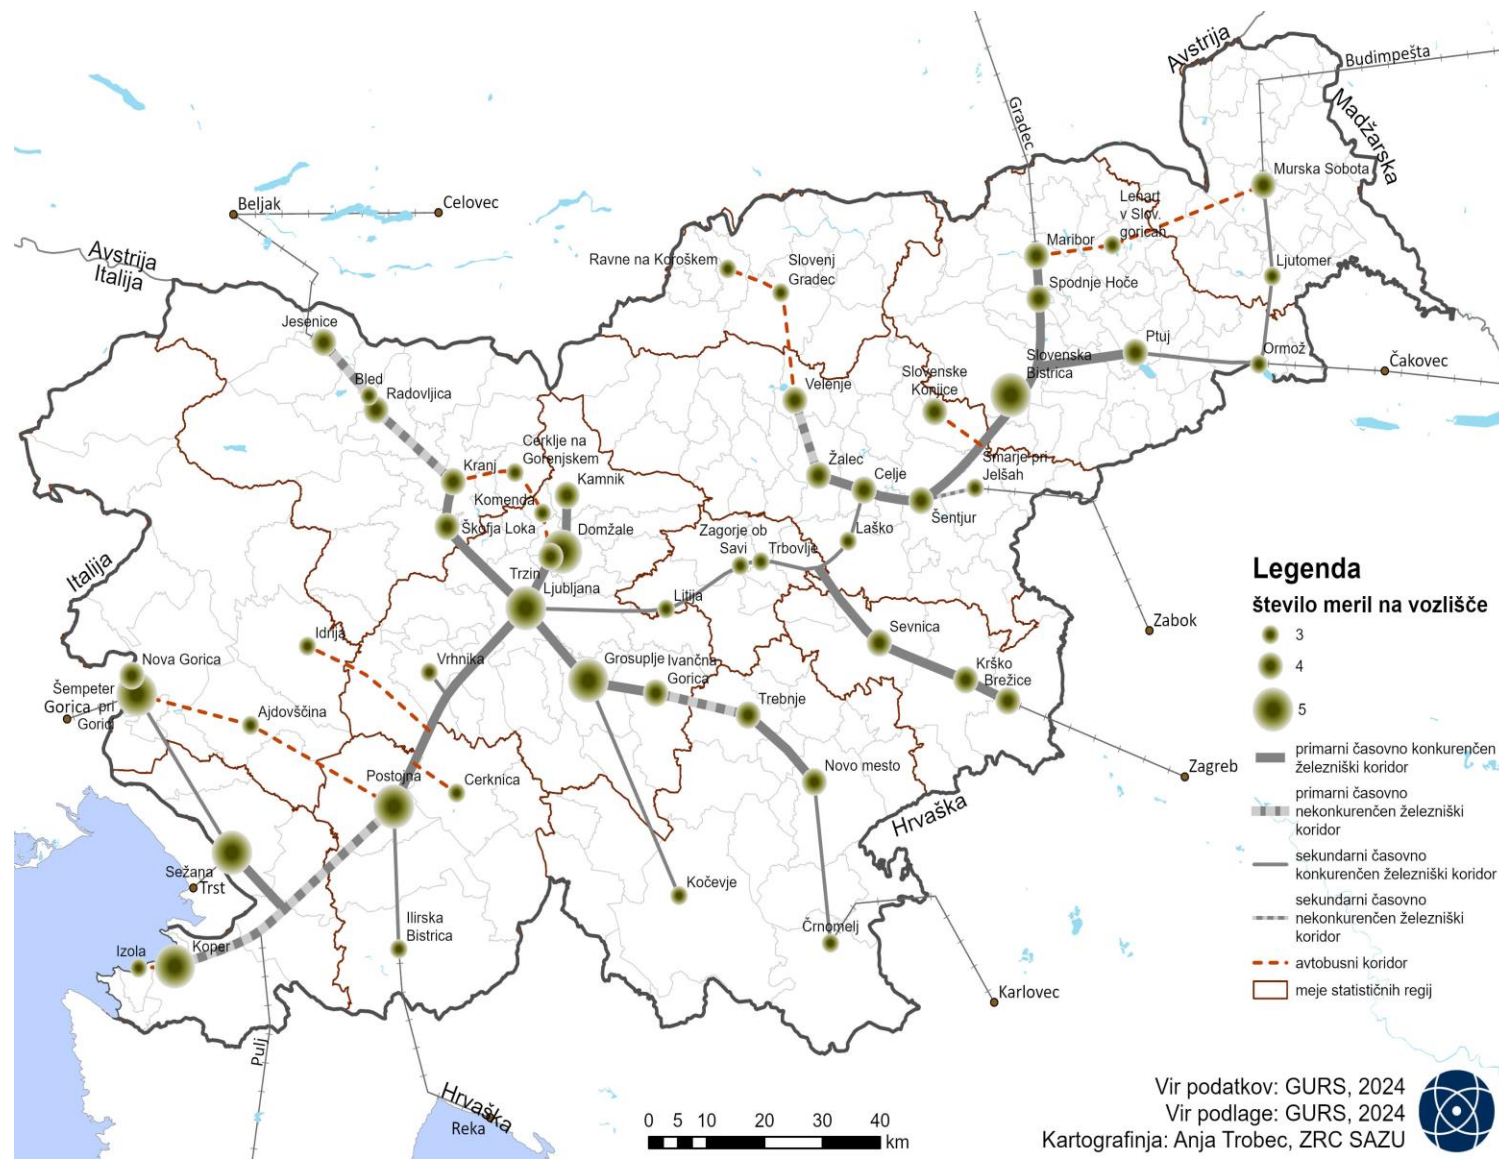 Avstrija
Budimpešta
Gradec
Madžarska
Murska Sobota
Beljak
Celovec
Lenart
v Slov.
goricah
Maribor
Avstrija
Italija
Ravne na Koroškem
Slovenj
Gradec
Ljutomer
Spodnje Hoče
Jesenice
Ptuj
Ormož
Slovenska
Bistrica
Čakovec
Bled
Radovljica
Velenje
Slovenske
Konjice
Cerklje na
Gorenjskem
Kranj
Kamnik
Žalec
Celje
Šmarje pri
Jelšah
Komenda
Škofja Loka
Domžale
Šentjur
Zagorje ob
Savi
Trbovlje
Laško
Italija
Trzin
Ljubljana
Litija
Zabok
Idrija
Sevnica
Vrhnika
Nova Gorica
Grosuplje
Ivančna
Gorica
Krško
Brežice
Šempeter
pri
Gorici
Gorica
Trebnje
Ajdovščina
Postojna
Cerknica
Novo mesto
Zagreb
Hrvaška
Sežana
Trst
Kočevje
Ilirska
Bistrica
Črnomelj
Izola
Koper
Karlovec
Pulj
Hrvaška
Reka
Legenda
število meril na vozlišče
3
4
5
primarni časovno konkurenčen
železniški koridor
primarni časovno
nekonkurenčen železniški
koridor
sekundarni časovno
konkurenčen železniški koridor
sekundarni časovno
nekonkurenčen železniški
koridor
avtobusni koridor
meje statističnih regij
0 5 10 20 30 40
km
Vir podatkov: GURS, 2024
Vir podlage: GURS, 2024
Kartografinja: Anja Trobec, ZRC SAZU